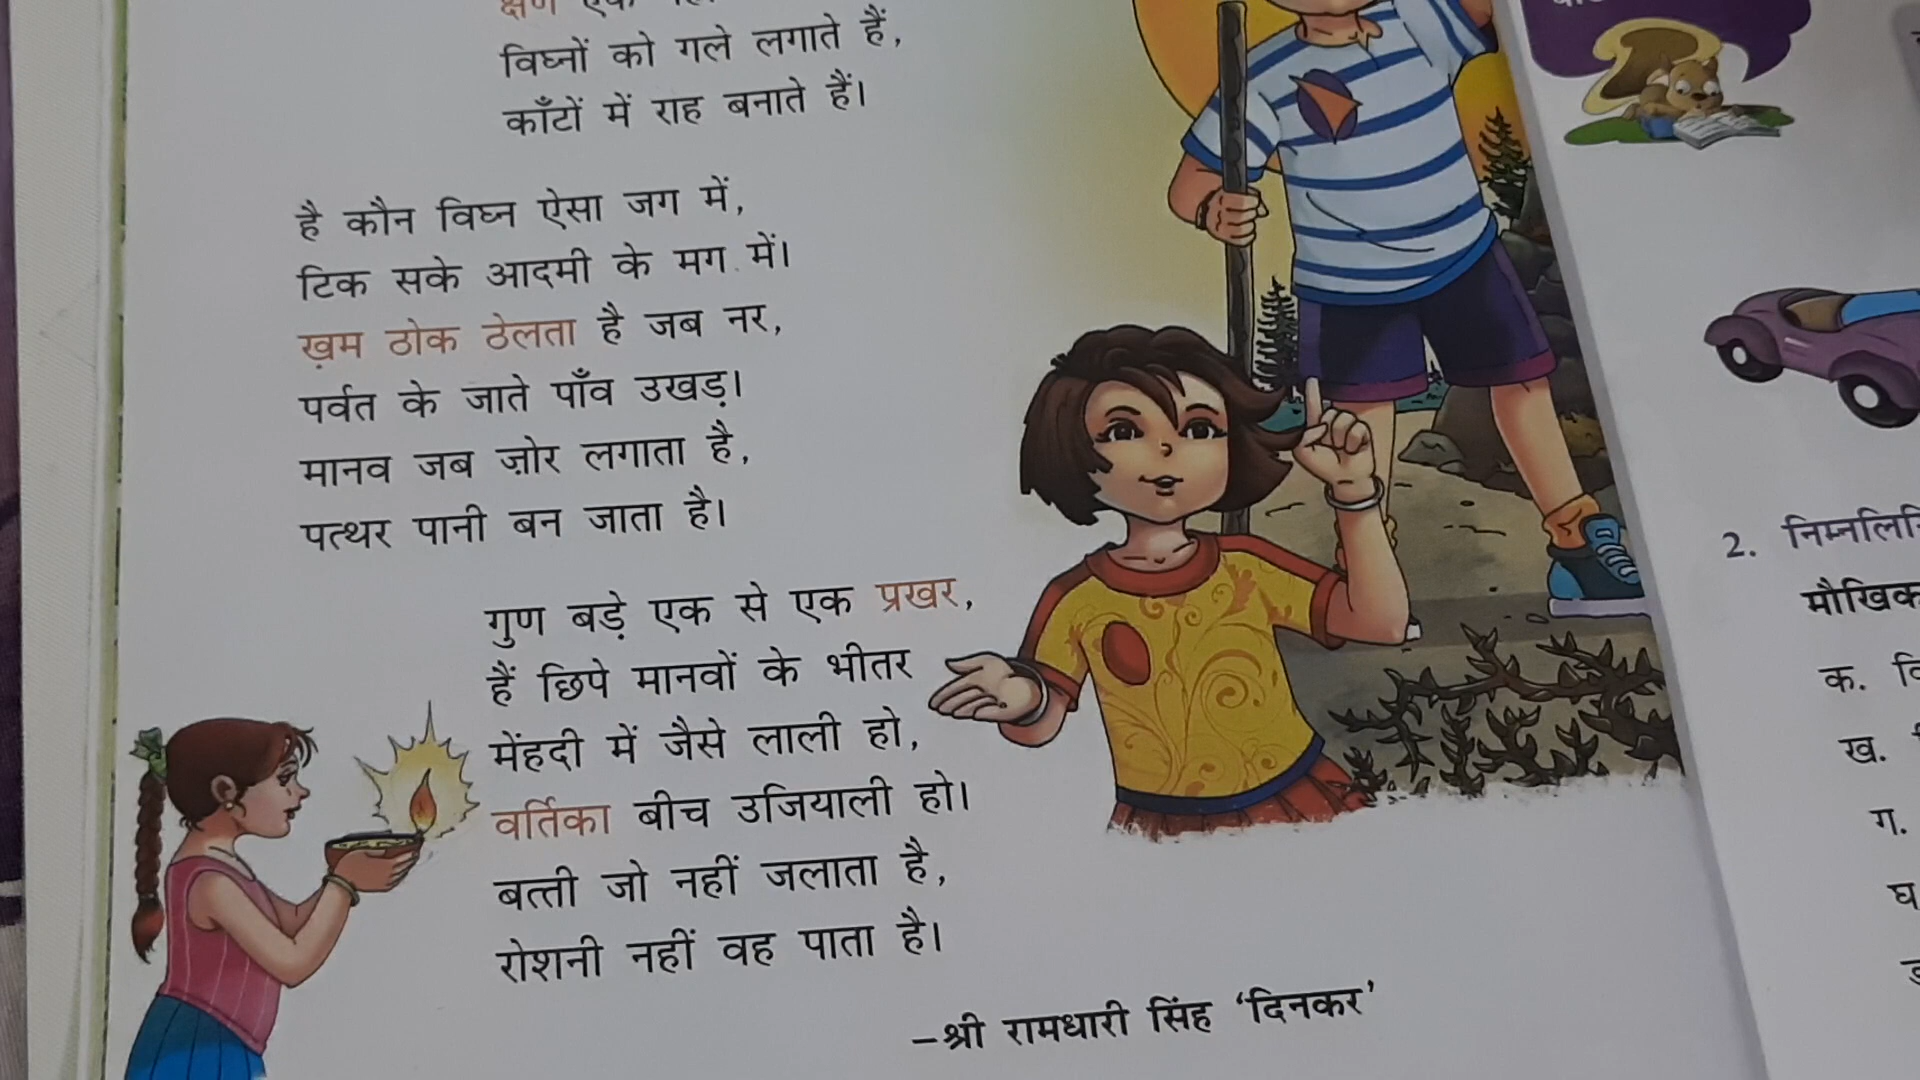 क्षण एक
विघ्नों को गले लगाते हैं,
काँटों में राह बनाते हैं।
है कौन विघ्न ऐसा जग में,
टिक सके आदमी के मग में।
ख़म ठोक ठेलता है जब नर,
पर्वत के जाते पाँव उखड़।
मानव जब ज़ोर लगाता है,
पत्थर पानी बन जाता है।
गुण बड़े एक से एक प्रखर,
हैं छिपे मानवों के भीतर
मेंहदी में जैसे लाली हो,
वर्तिका बीच उजियाली हो।
बत्ती जो नहीं जलाता है,
रोशनी नहीं वह पाता है।
–श्री रामधारी सिंह ‘दिनकर’
2.
मौखिक
क.
ख.
ग.
घ